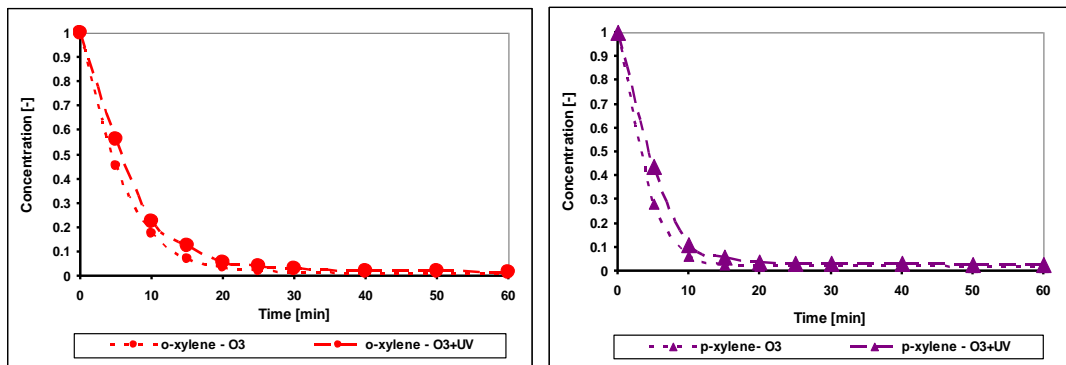 Concentration [-]
1
0.9
0.8
0.7
0.6
0.5
0.4
0.3
0.2
0.1
0
0 10 20 30 40 50 60
Time [min]
o-xylene - O3 o-xylene - O3+UV
Concentration [-]
1
0.9
0.8
0.7
0.6
0.5
0.4
0.3
0.2
0.1
0
0 10 20 30 40 50 60
Time [min]
p-xylene- O3 p-xylene - O3+UV